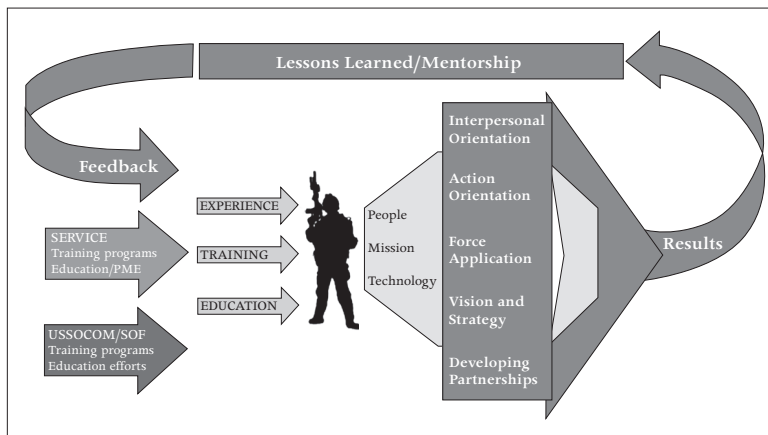 Lessons Learned/Mentorship
Feedback
SERVICE
Training programs
Education/PME
USSOCOM/SOF
Training programs
Education efforts
EXPERIENCE
TRAINING
EDUCATION
People
Mission
Technology
Interpersonal
Orientation
Action
Orientation
Force
Application
Vision and
Strategy
Developing
Partnerships
Results